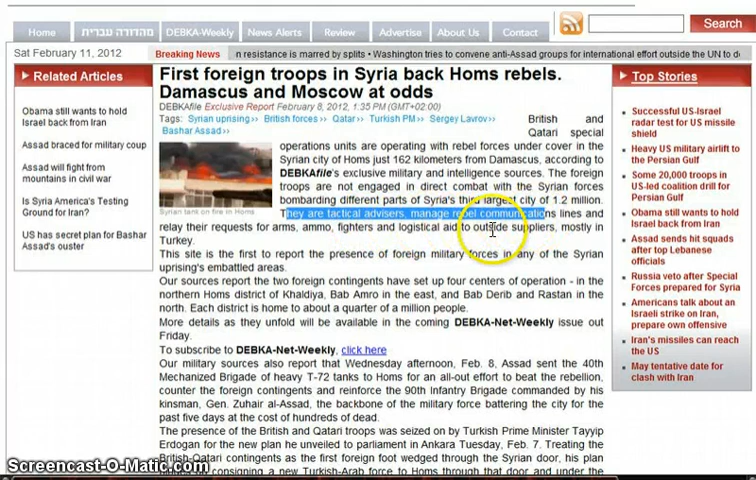 Home
מהדורה עברית
DEBKA-Weekly
News Alerts
Review
Advertise
About Us
Contact
Search
Sat February 11, 2012
Breaking News
n resistance is marred by splits • Washington tries to convene anti-Assad groups for international effort outside the UN to d
Related Articles
Obama still wants to hold
Israel back from Iran
Assad braced for military coup
Assad will fight from
mountains in civil war
Is Syria America's Testing
Ground for Iran?
US has secret plan for Bashar
Assad's ouster
First foreign troops in Syria back Homs rebels.
Damascus and Moscow at odds
DEBKAfile Exclusive Report February 8, 2012, 1:35 PM (GMT+02:00)
Tags: Syrian uprising›› British forces›› Qatar›› Turkish PM›› Sergey Lavrov››
Bashar Assad››
British and
Qatari special
operations units are operating with rebel forces under cover in the
Syrian city of Homs just 162 kilometers from Damascus, according to
DEBKAfile's exclusive military and intelligence sources. The foreign
troops are not engaged in direct combat with the Syrian forces
bombarding different parts of Syria's third largest city of 1.2 million.
Syrian tank on fire in Homs
They are tactical advisers, manage rebel communications lines and
relay their requests for arms, ammo, fighters and logistical aid to outside suppliers, mostly in
Turkey.
This site is the first to report the presence of foreign military forces in any of the Syrian
uprising's embattled areas.
Our sources report the two foreign contingents have set up four centers of operation - in the
northern Homs district of Khaldiya, Bab Amro in the east, and Bab Derib and Rastan in the
north. Each district is home to about a quarter of a million people.
More details as they unfold will be available in the coming DEBKA-Net-Weekly issue out
Friday.
To subscribe to DEBKA-Net-Weekly, click here
Our military sources also report that Wednesday afternoon, Feb. 8, Assad sent the 40th
Mechanized Brigade of heavy T-72 tanks to Homs for an all-out effort to beat the rebellion,
counter the foreign contingents and reinforce the 90th Infantry Brigade commanded by his
kinsman, Gen. Zuhair al-Assad, the backbone of the military force battering the city for the
past five days at the cost of hundreds of dead.
The presence of the British and Qatari troops was seized on by Turkish Prime Minister Tayyip
Erdogan for the new plan he unveiled to parliament in Ankara Tuesday, Feb. 7. Treating the
British-Qatari contingents as the first foreign foot wedged through the Syrian door, his plan
on consigning a new Turkish-Arab force to Homs through that door and under the
Top Stories
Successful US-Israel
radar test for US missile
shield
Heavy US military airlift to
the Persian Gulf
Some 20,000 troops in
US-led coalition drill for
Persian Gulf
Obama still wants to hold
Israel back from Iran
Assad sends hit squads
after top Lebanese
officials
Russia veto after Special
Forces prepared for Syria
Americans talk about an
Israeli strike on Iran,
prepare own offensive
Iran's missiles can reach
the US
May tentative date for
clash with Iran
Screencast-O-Matic.com